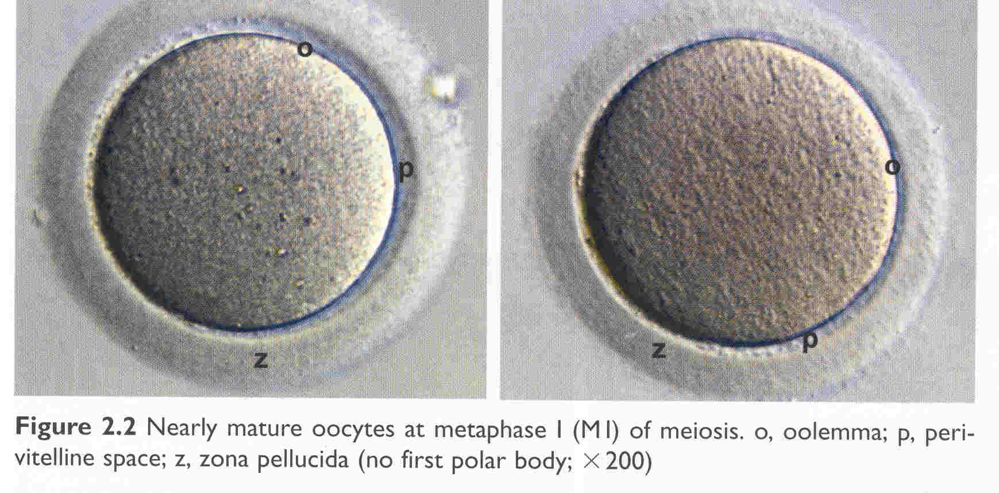 o
p
z
o
p
z
Figure 2.2 Nearly mature oocytes at metaphase I (M I) of meiosis. o, oolemma; p, peri-
vitelline space; z, zona pellucida (no first polar body; ×200)